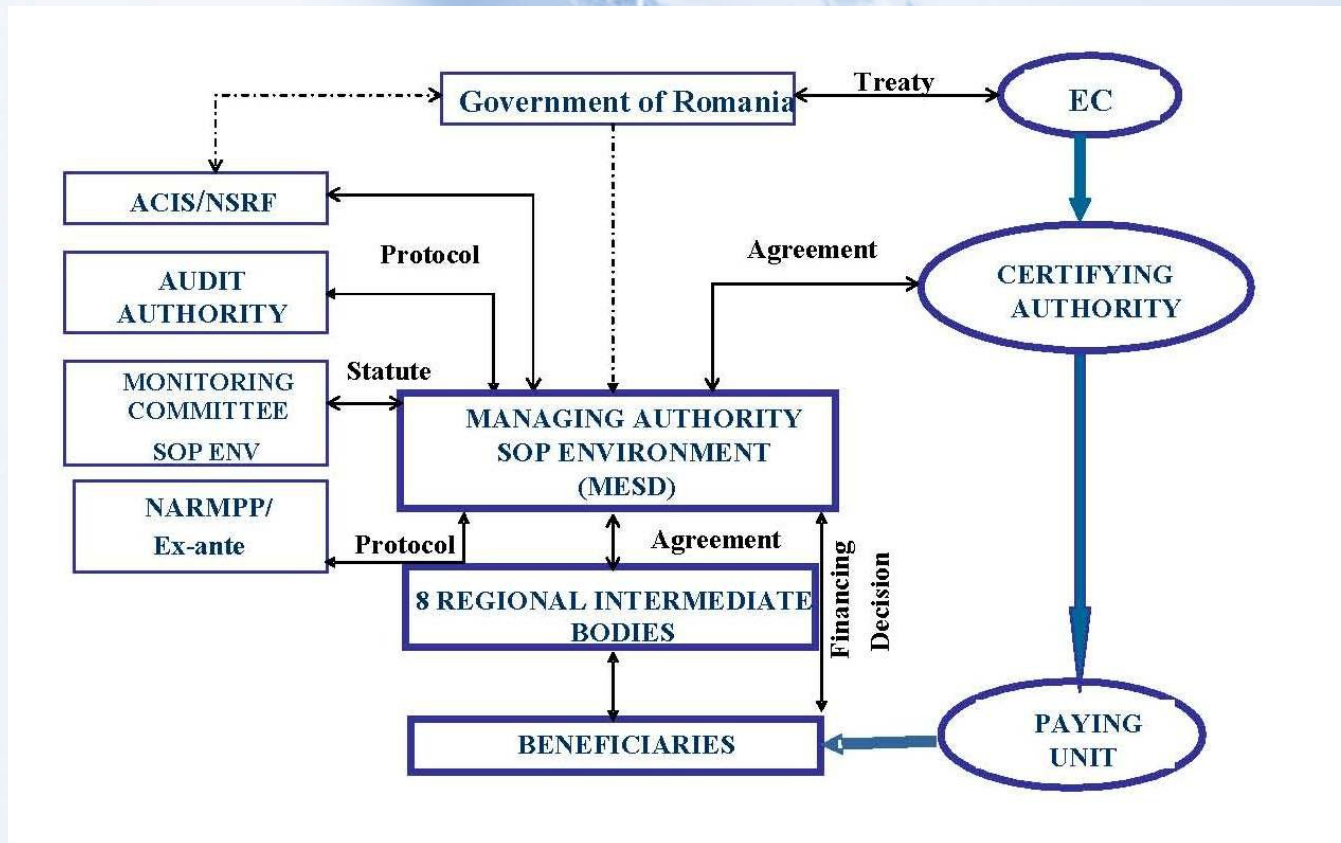 Government of Romania
Treaty
EC
ACIS/NSRF
Protocol
Agreement
AUDIT
AUTHORITY
CERTIFYING
AUTHORITY
MONITORING
COMMITTEE
SOP ENV
Statute
MANAGING AUTHORITY
SOP ENVIRONMENT
(MESD)
NARMPP/
Ex-ante
Protocol
Agreement
Financing
Decision
8 REGIONAL INTERMEDIATE
BODIES
BENEFICIARIES
PAYING
UNIT